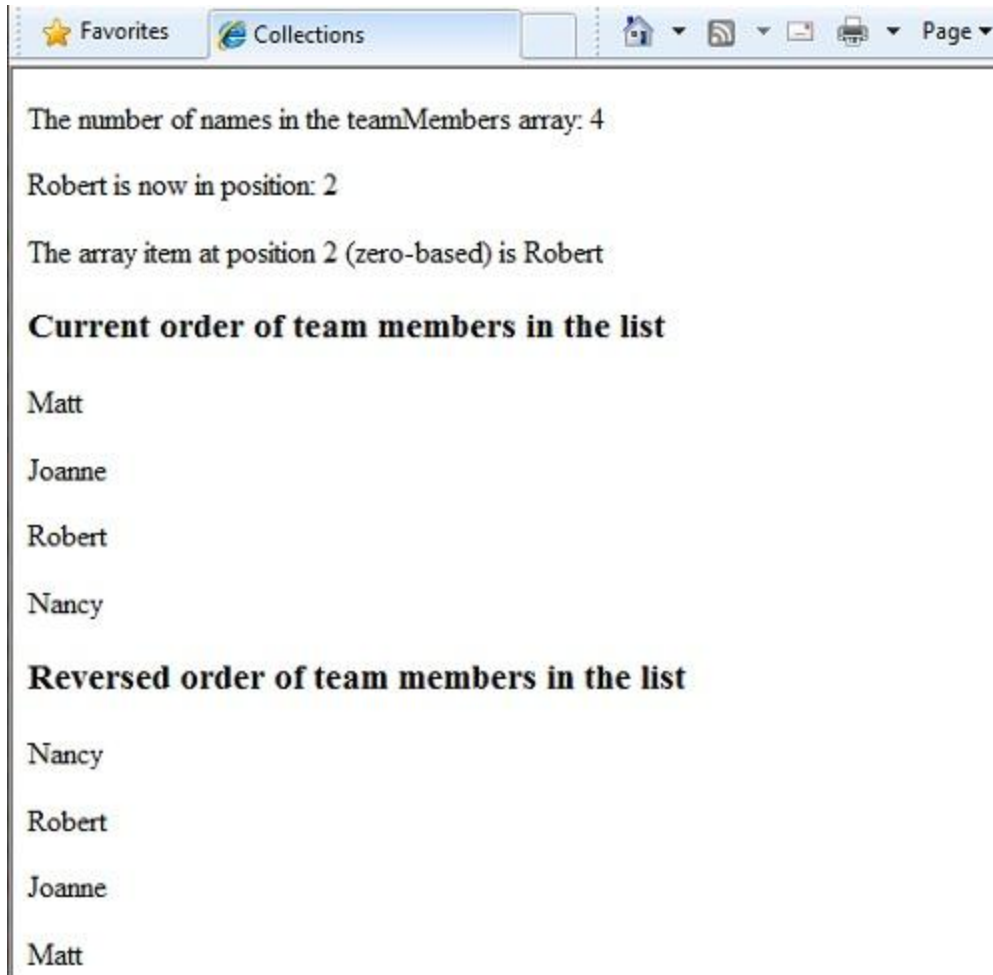 Favorites Collections Page
The number of names in the teamMembers array: 4
Robert is now in position: 2
The array item at position 2 (zero-based) is Robert
Current order of team members in the list
Matt
Joanne
Robert
Nancy
Reversed order of team members in the list
Nancy
Robert
Joanne
Matt